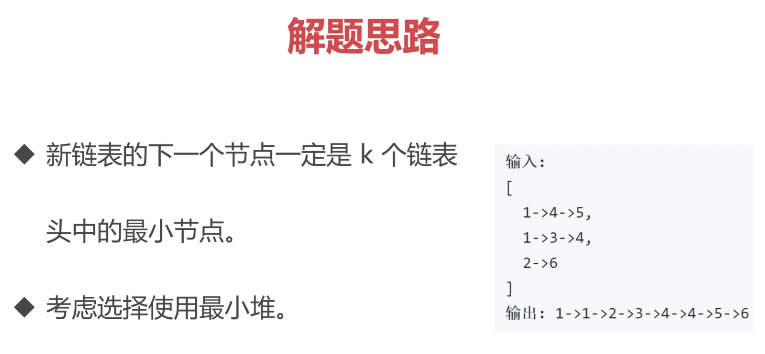 解题思路
◆ 新链表的下一个节点一定是 k 个链表
头中的最小节点。
◆ 考虑选择使用最小堆。
输入:
[
  1->4->5,
  1->3->4,
  2->6
]
输出: 1->1->2->3->4->4->5->6